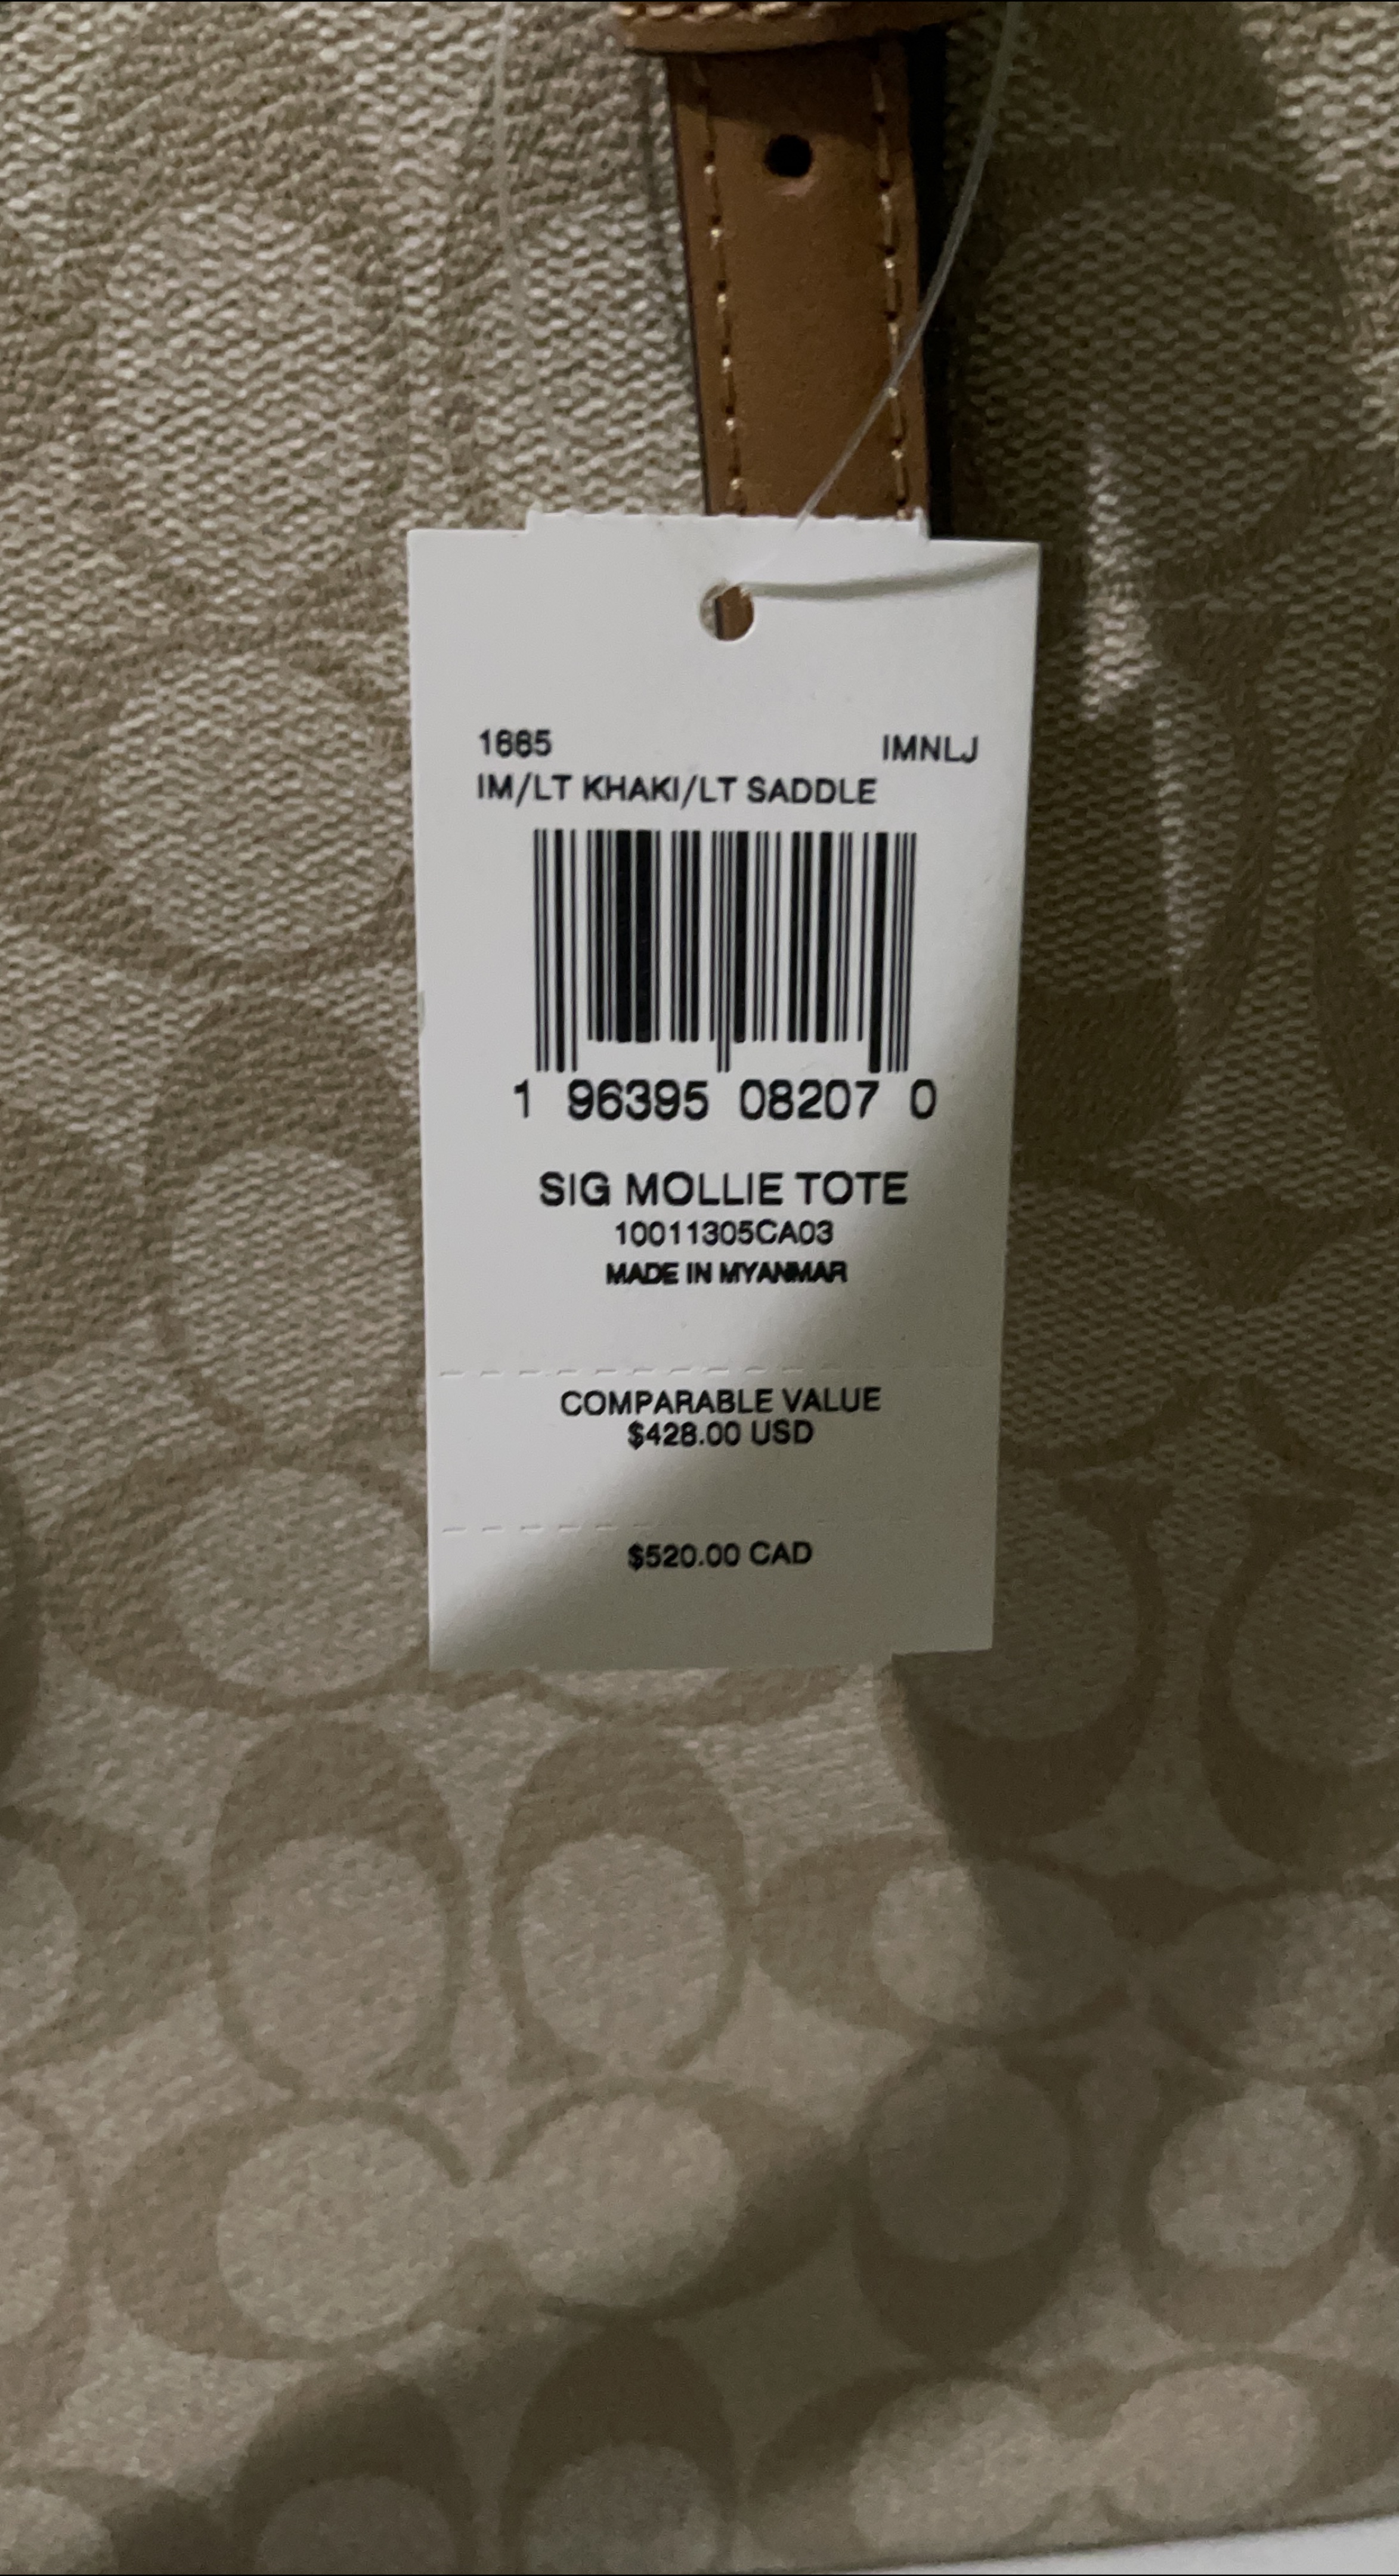 1665 IMNLJ
IM/LT KHAKI/LT SADDLE
1 96395 08207 0
SIG MOLLIE TOTE
10011305CA03
MADE IN MYANMAR
COMPARABLE VALUE
$428.00 USD
$520.00 CAD